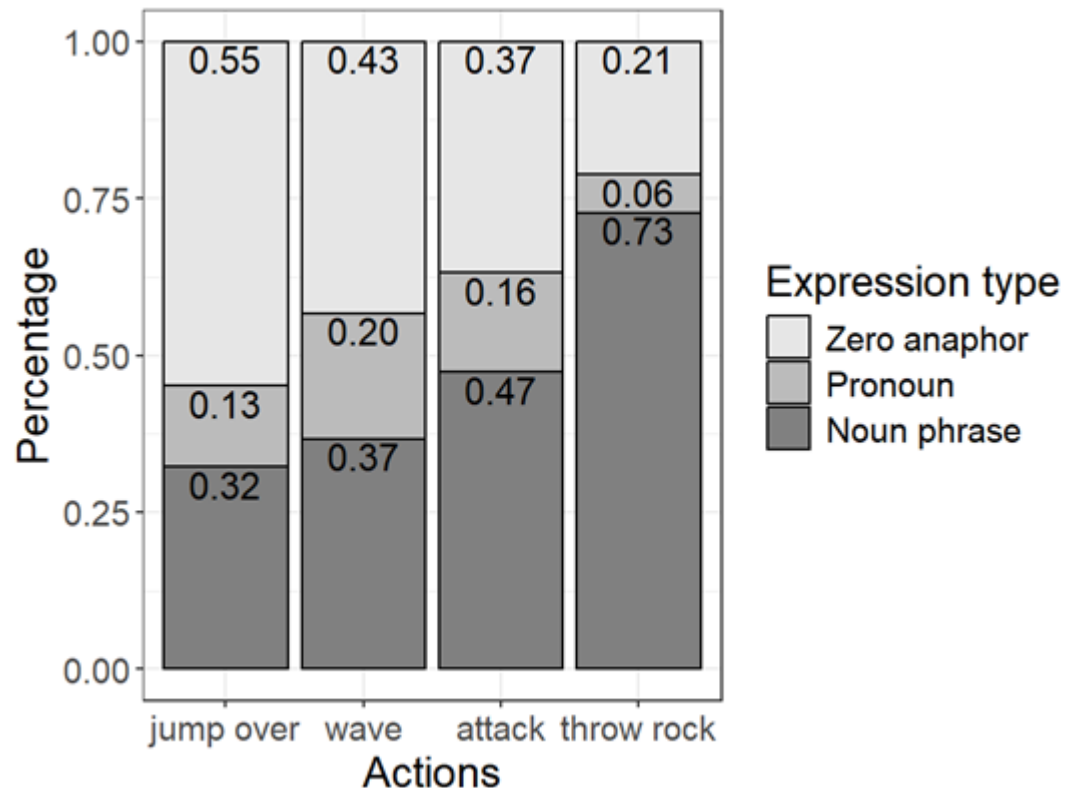 Percentage
1.00
0.75
0.50
0.25
0.00
0.55 0.43 0.37 0.21
0.13 0.20 0.16 0.06
0.32 0.37 0.47 0.73
jump over wave attack throw rock
Actions
Expression type
Zero anaphor
Pronoun
Noun phrase